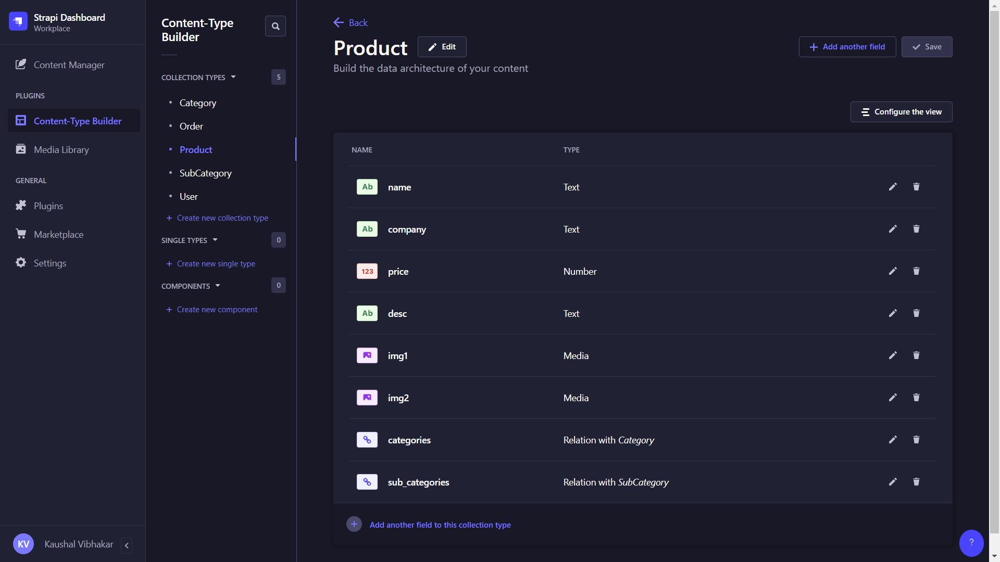 Strapi Dashboard
Workplace
Content Manager
PLUGINS
Content-Type Builder
Media Library
GENERAL
Plugins
Marketplace
Settings
KV
Kaushal Vibhakar
Content-Type
Builder
COLLECTION TYPES
5
Category
Order
Product
SubCategory
User
Create new collection type
SINGLE TYPES
0
Create new single type
COMPONENTS
0
Create new component
Back
Product
Edit
Add another field
Save
Build the data architecture of your content
Configure the view
NAME TYPE
Ab name Text
Ab company Text
123 price Number
Ab desc Text
img1 Media
img2 Media
categories Relation with Category
sub_categories Relation with SubCategory
Add another field to this collection type
?